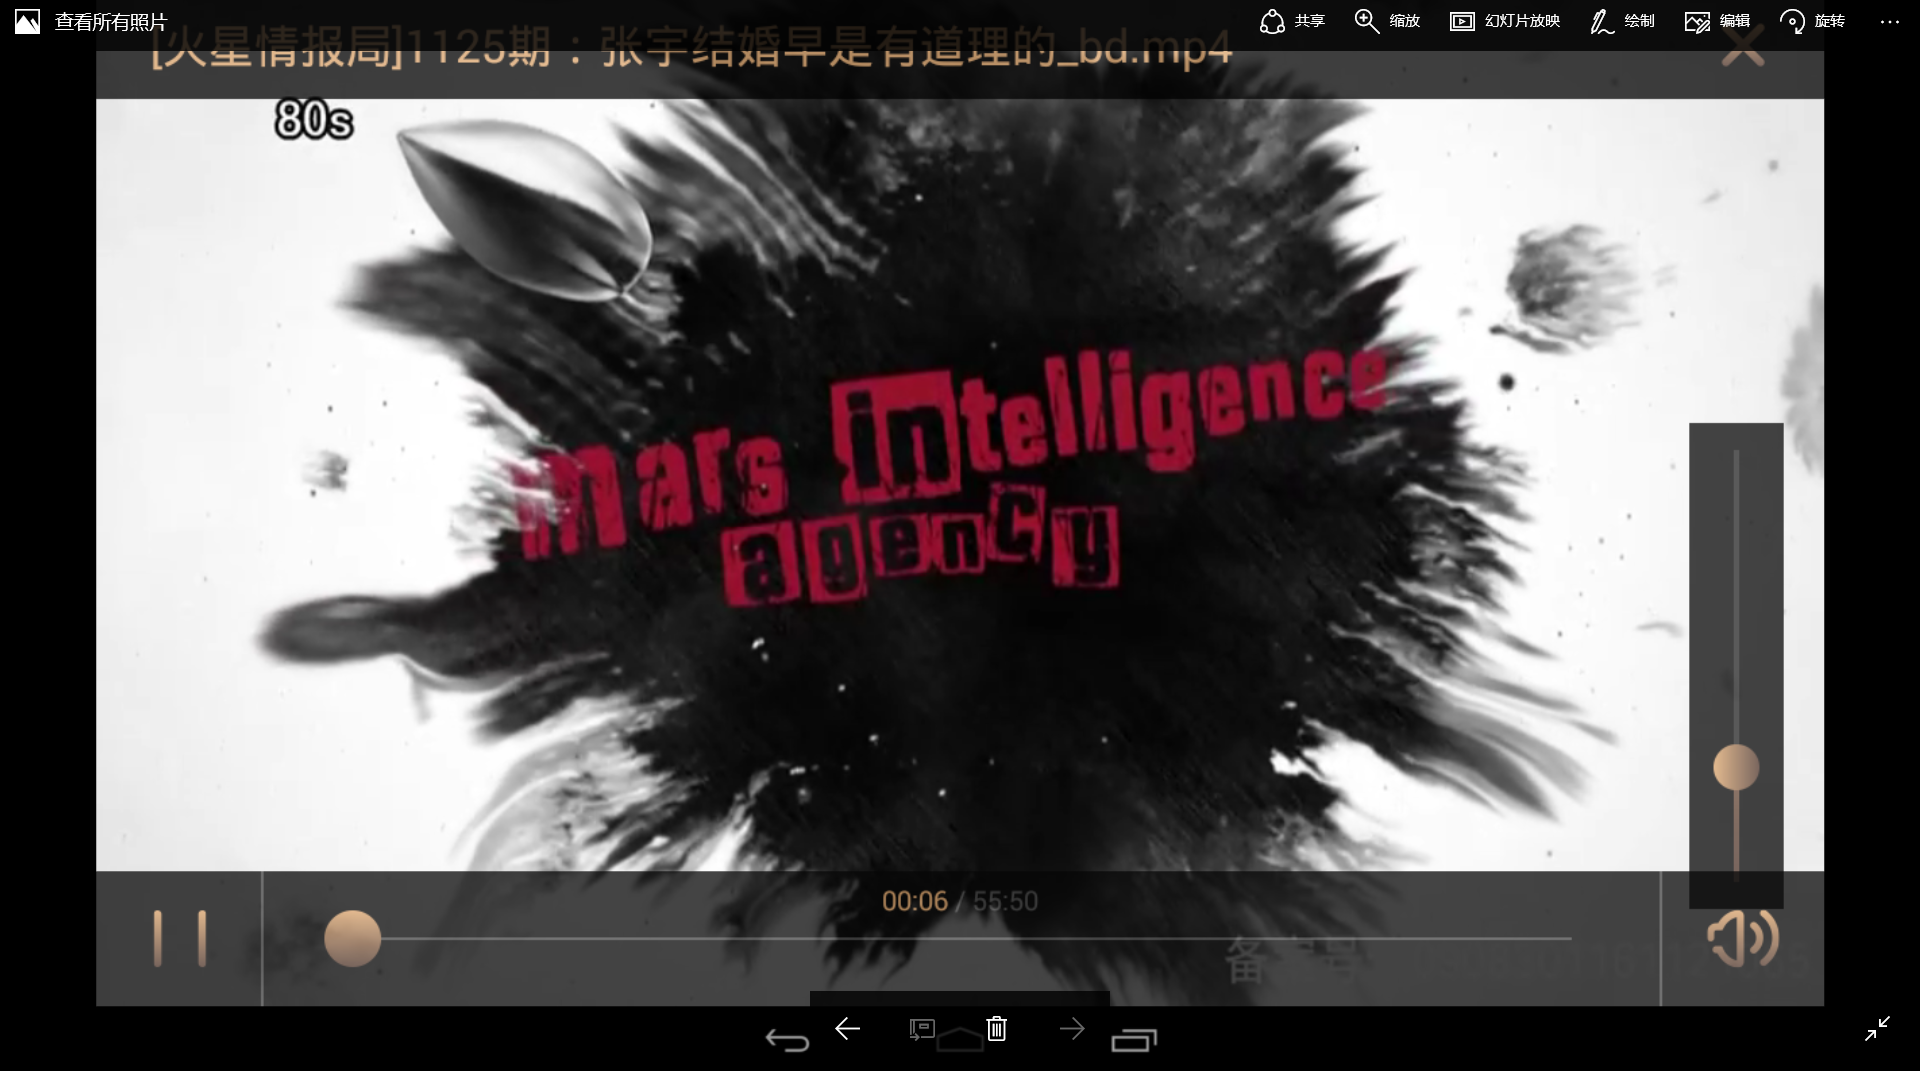 查看所有照片
共享
缩放
幻灯片放映
绘制
编辑
旋转
[火星情报局]1125期：张宇结婚早是有道理的_bd.mp4
80s
mars intelligence
agency
00:06 / 55:50